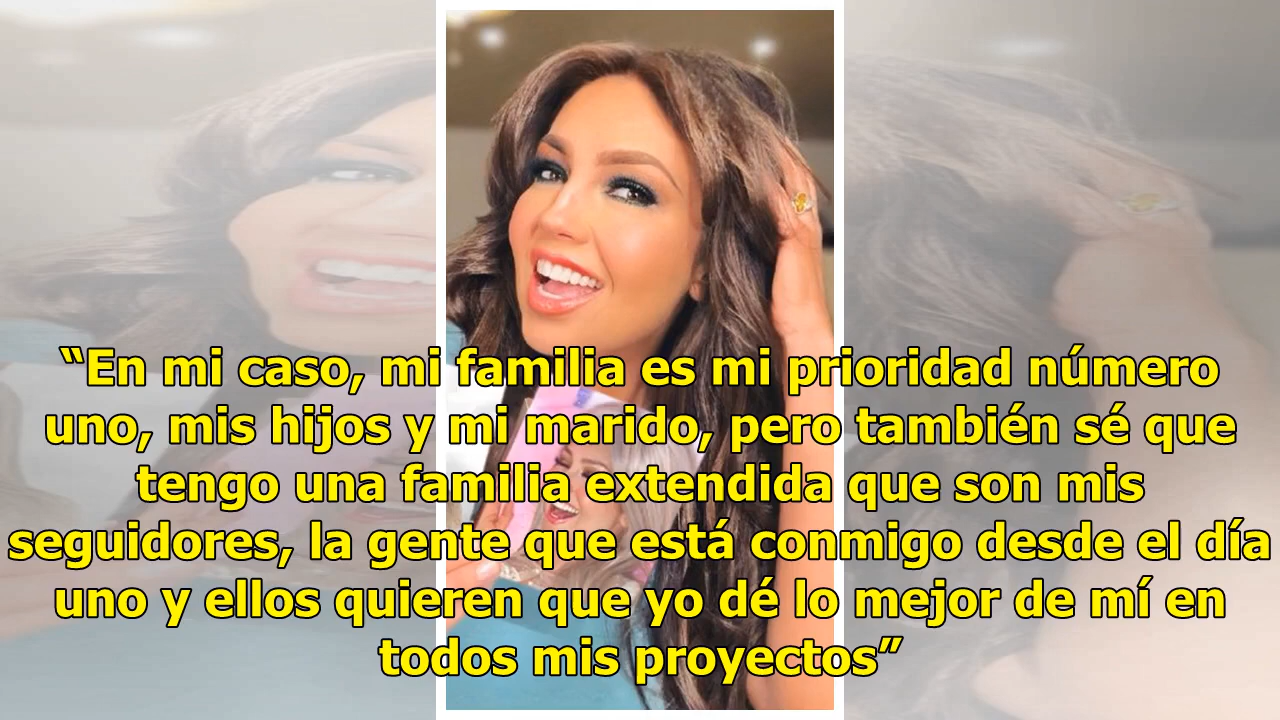 “En mi caso, mi familia es mi prioridad número
uno, mis hijos y mi marido, pero también sé que
tengo una familia extendida que son mis
seguidores, la gente que está conmigo desde el día
uno y ellos quieren que yo dé lo mejor de mí en
todos mis proyectos”